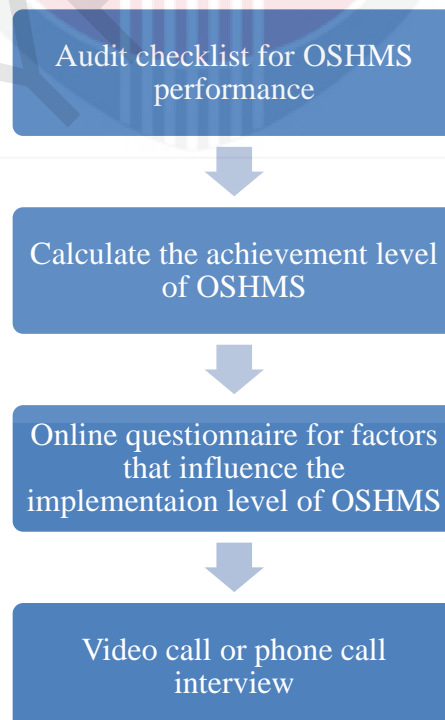 Audit checklist for OSHMS
performance
Calculate the achievement level
of OSHMS
Online questionnaire for factors
that influence the
implementaion level of OSHMS
Video call or phone call
interview